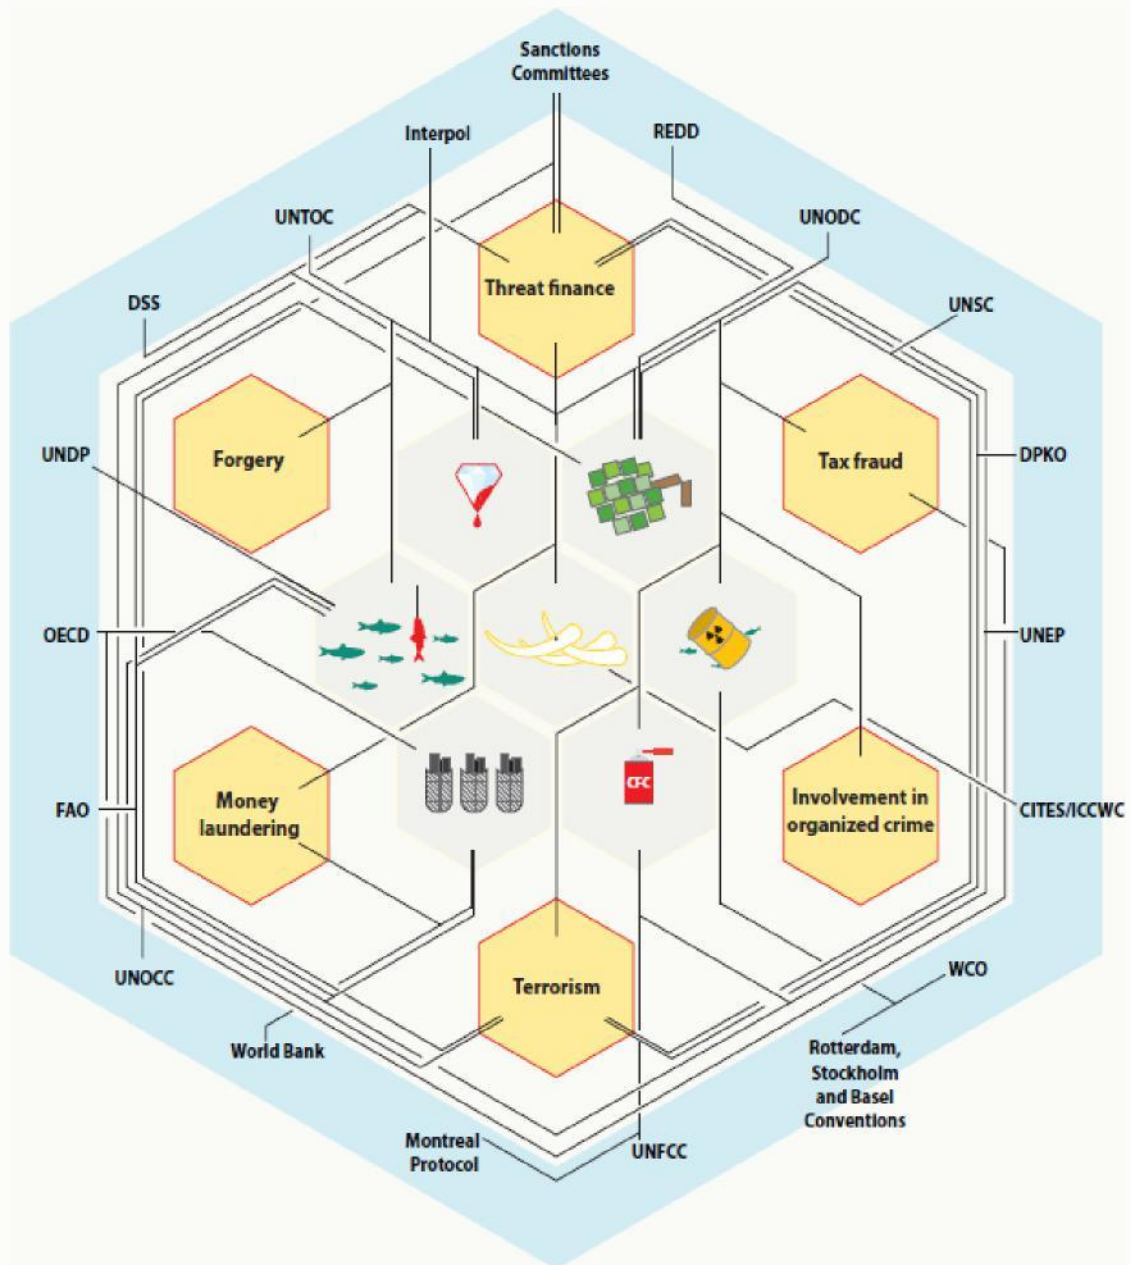 Sanctions
Committees
Interpol
REDD
UNTOC
UNODC
DSS
UNSC
Threat finance
UNDP
Forgery
Tax fraud
DPKO
OECD
UNEP
FAO
Money
laundering
CFC
Involvement in
organized crime
CITES/ICCWC
UNOCC
Terrorism
WCO
World Bank
Rotterdam,
Stockholm
and Basel
Conventions
Montreal
Protocol
UNFCC